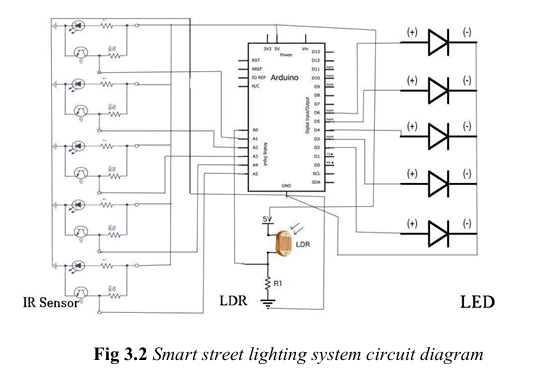 (+) (-)
3V3 5V Vin
Power
D13
RST D12
AREF D11
IO REF D10
N/C D9
Arduino
D8
D7
(+) (-)
D6
D5
A0 D4
A1 D3
A2 D2
A3 D1
A4 D0
A5 SCL
SDA
Analog Input
Digital Input/Output
GND
(+) (-)
(+) (-)
(+) (-)
5V
LDR
R1
IR Sensor LDR LED
Fig 3.2 Smart street lighting system circuit diagram